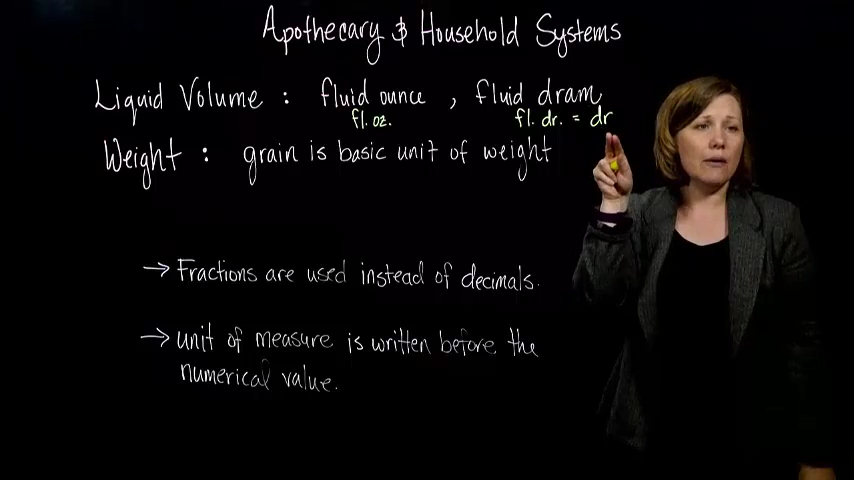 Apothecary & Household Systems
Liquid Volume : fluid ounce , fluid dram
fl. oz. fl. dr. = dr
Weight : grain is basic unit of weight
→ Fractions are used instead of decimals.
→ unit of measure is written before the
numerical value.